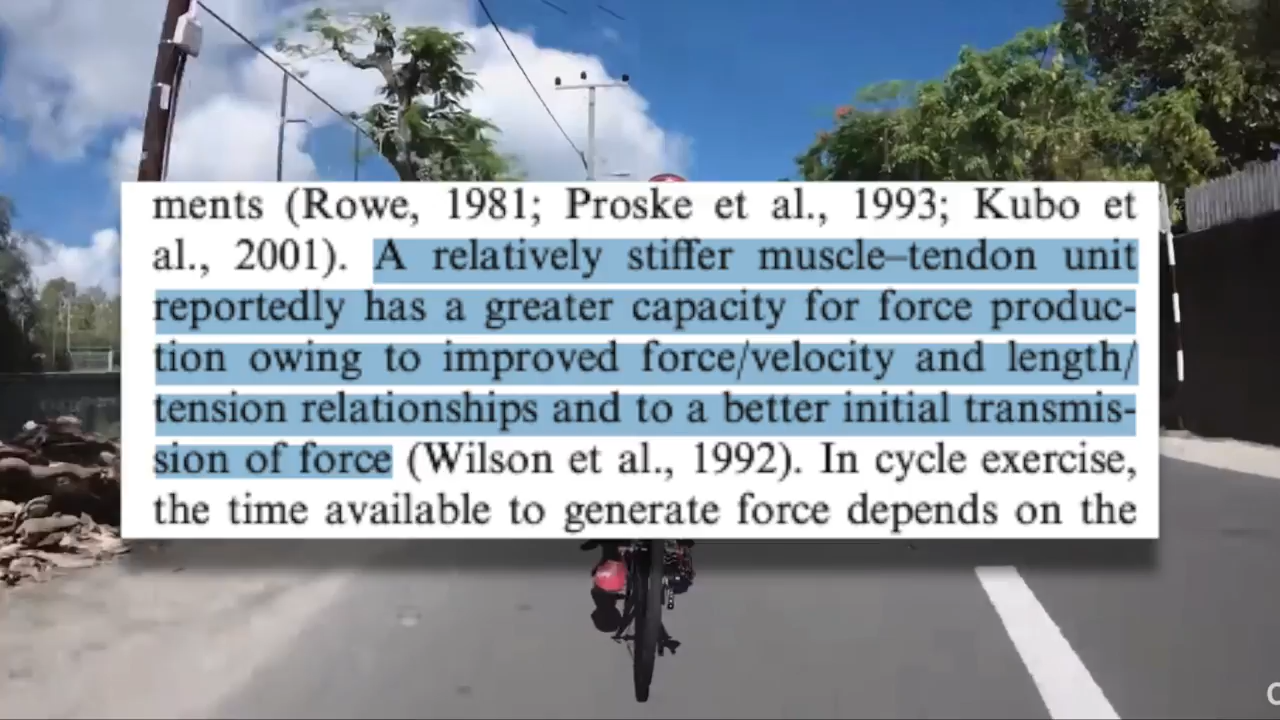 ments (Rowe, 1981; Proske et al., 1993; Kubo et
al., 2001). A relatively stiffer muscle–tendon unit
reportedly has a greater capacity for force produc-
tion owing to improved force/velocity and length/
tension relationships and to a better initial transmis-
sion of force (Wilson et al., 1992). In cycle exercise,
the time available to generate force depends on the